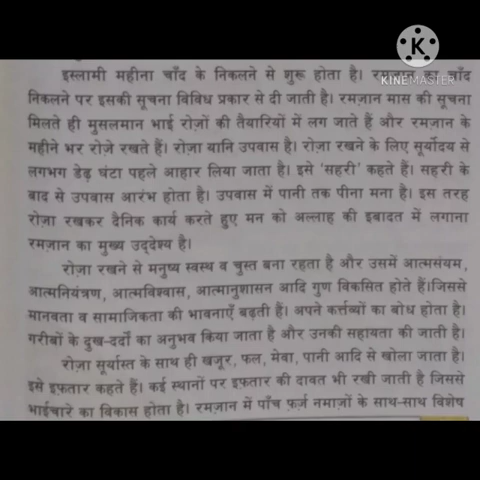 KINEMASTER
इस्लामी महीना चाँद के निकलने से शुरू होता है। रमज़ान का चाँद
निकलने पर इसकी सूचना विविध प्रकार से दी जाती है। रमज़ान मास की सूचना
मिलते ही मुसलमान भाई रोज़ों की तैयारियों में लग जाते हैं और रमज़ान के
महीने भर रोज़े रखते हैं। रोज़ा यानि उपवास है। रोज़ा रखने के लिए सूर्योदय से
लगभग डेढ़ घंटा पहले आहार लिया जाता है। इसे 'सहरी' कहते हैं। सहरी के
बाद से उपवास आरंभ होता है। उपवास में पानी तक पीना मना है। इस तरह
रोज़ा रखकर दैनिक कार्य करते हुए मन को अल्लाह की इबादत में लगाना
रमज़ान का मुख्य उद्देश्य है।
रोज़ा रखने से मनुष्य स्वस्थ व चुस्त बना रहता है और उसमें आत्मसंयम,
आत्मनियंत्रण, आत्मविश्वास, आत्मानुशासन आदि गुण विकसित होते हैं।जिससे
मानवता व सामाजिकता की भावनाएँ बढ़ती हैं। अपने कर्त्तव्यों का बोध होता है।
गरीबों के दुख-दर्दों का अनुभव किया जाता है और उनकी सहायता की जाती है।
रोज़ा सूर्यास्त के साथ ही खजूर, फल, मेवा, पानी आदि से खोला जाता है।
इसे इफ़तार कहते हैं। कई स्थानों पर इफ़तार की दावत भी रखी जाती है जिससे
भाईचारे का विकास होता है। रमज़ान में पाँच फ़र्ज़ नमाज़ों के साथ-साथ विशेष